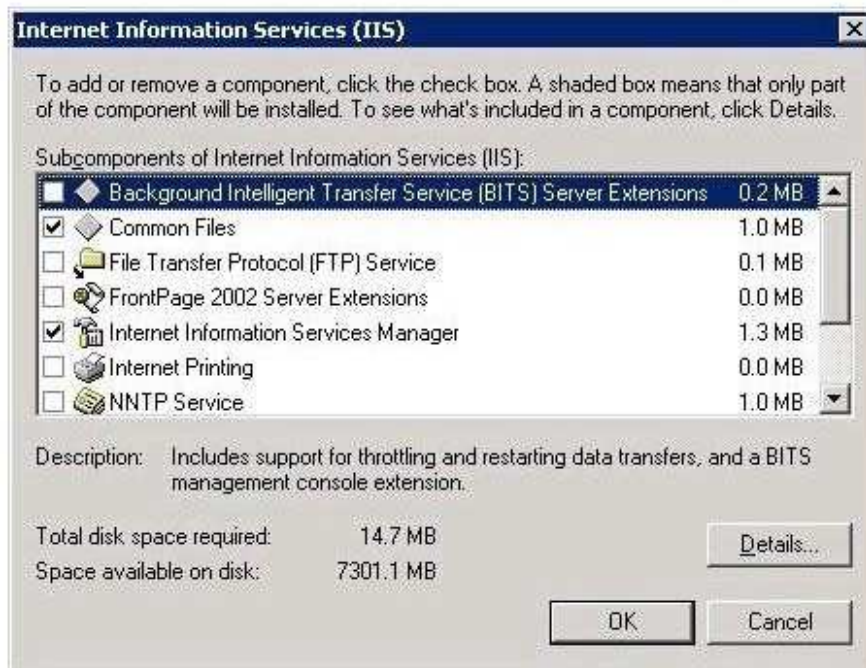 Internet Information Services (IIS)
To add or remove a component, click the check box. A shaded box means that only part
of the component will be installed. To see what's included in a component, click Details.
Subcomponents of Internet Information Services (IIS):
Background Intelligent Transfer Service (BITS) Server Extensions 0.2 MB
Common Files 1.0 MB
File Transfer Protocol (FTP) Service 0.1 MB
FrontPage 2002 Server Extensions 0.0 MB
Internet Information Services Manager 1.3 MB
Internet Printing 0.0 MB
NNTP Service 1.0 MB
Description: Includes support for throttling and restarting data transfers, and a BITS
management console extension.
Total disk space required: 14.7 MB
Space available on disk: 7301.1 MB
Details...
OK Cancel